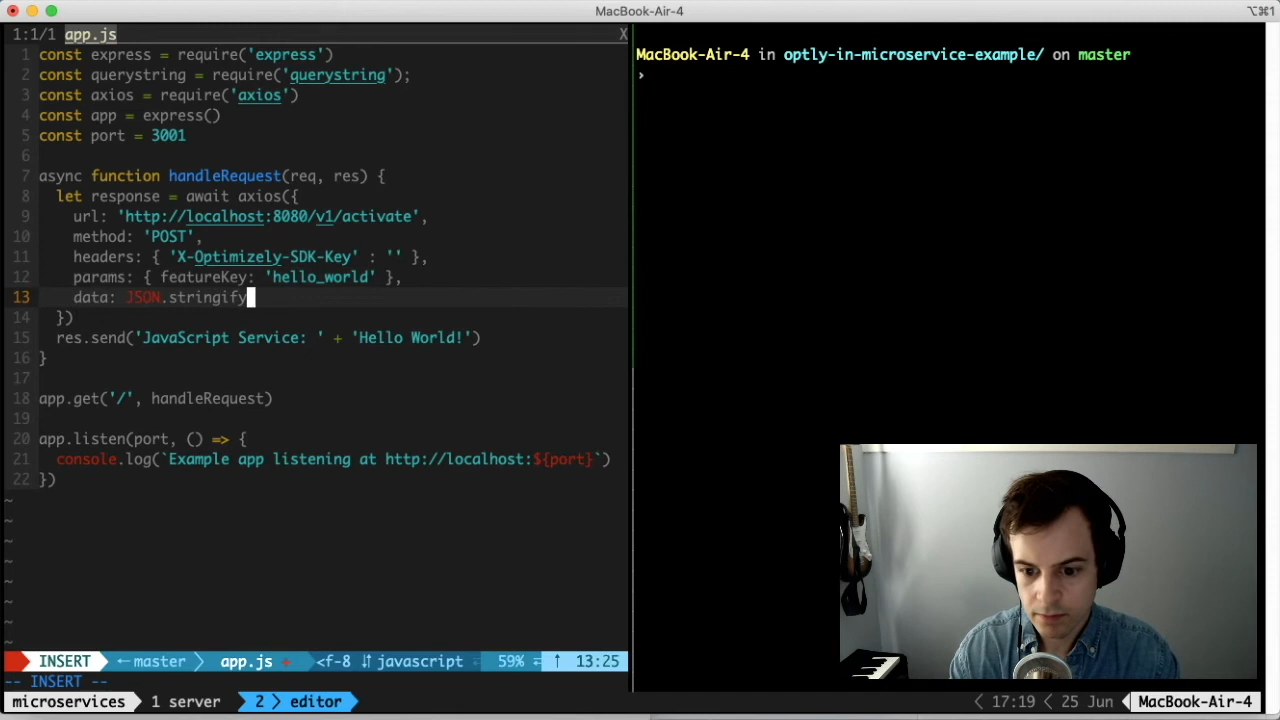 MacBook-Air-4
⌥⌘1
1:1/1 app.js X
1 const express = require('express')
2 const querystring = require('querystring');
3 const axios = require('axios')
4 const app = express()
5 const port = 3001
6
7 async function handleRequest(req, res) {
8 let response = await axios({
9 url: 'http://localhost:8080/v1/activate',
10 method: 'POST',
11 headers: { 'X-Optimizely-SDK-Key' : '' },
12 params: { featureKey: 'hello_world' },
13 data: JSON.stringify
14 })
15 res.send('JavaScript Service: ' + 'Hello World!')
16 }
17
18 app.get('/', handleRequest)
19
20 app.listen(port, () => {
21 console.log(`Example app listening at http://localhost:${port}`)
22 })
~
~
~
~
~
~
~
~
INSERT ←master app.js + <f-8 javascript 59% 13:25
-- INSERT --
microservices 1 server 2 editor
MacBook-Air-4 in optly-in-microservice-example/ on master
›
17:19 25 Jun MacBook-Air-4